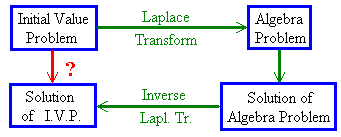 Initial Value
Problem
Laplace
Transform
Algebra
Problem
?
Solution
of I.V.P.
Inverse
Lapl. Tr.
Solution of
Algebra Problem